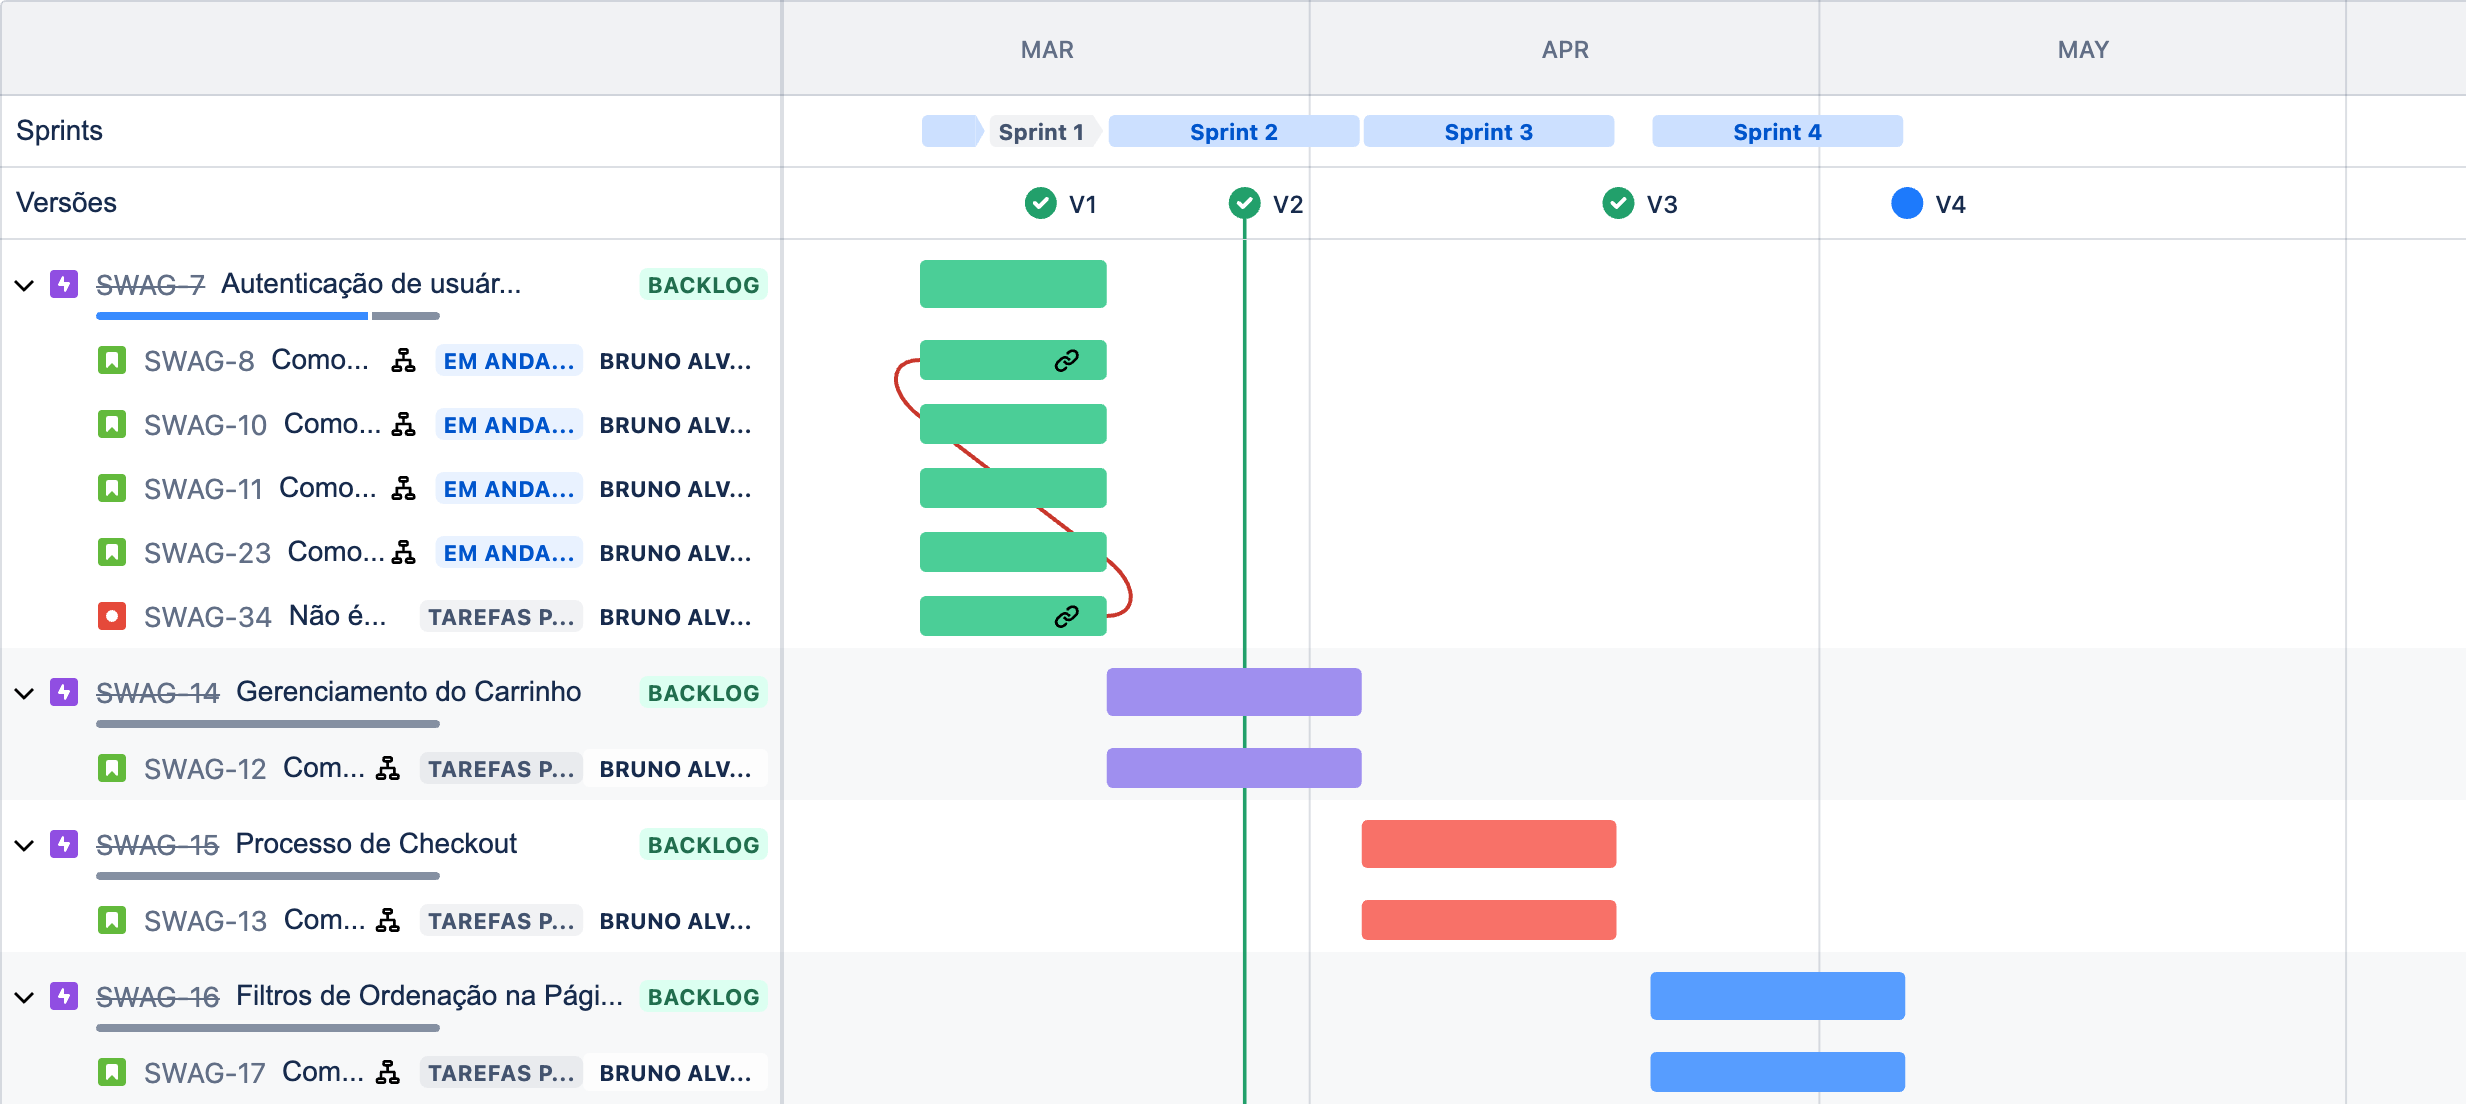 MAR APR MAY
Sprints Sprint 1 Sprint 2 Sprint 3 Sprint 4
Versões V1 V2 V3 V4
SWAG-7 Autenticação de usuár... BACKLOG
SWAG-8 Como... EM ANDA... BRUNO ALV...
SWAG-10 Como... EM ANDA... BRUNO ALV...
SWAG-11 Como... EM ANDA... BRUNO ALV...
SWAG-23 Como... EM ANDA... BRUNO ALV...
SWAG-34 Não é... TAREFAS P... BRUNO ALV...
SWAG-14 Gerenciamento do Carrinho BACKLOG
SWAG-12 Com... TAREFAS P... BRUNO ALV...
SWAG-15 Processo de Checkout BACKLOG
SWAG-13 Com... TAREFAS P... BRUNO ALV...
SWAG-16 Filtros de Ordenação na Pági... BACKLOG
SWAG-17 Com... TAREFAS P... BRUNO ALV...